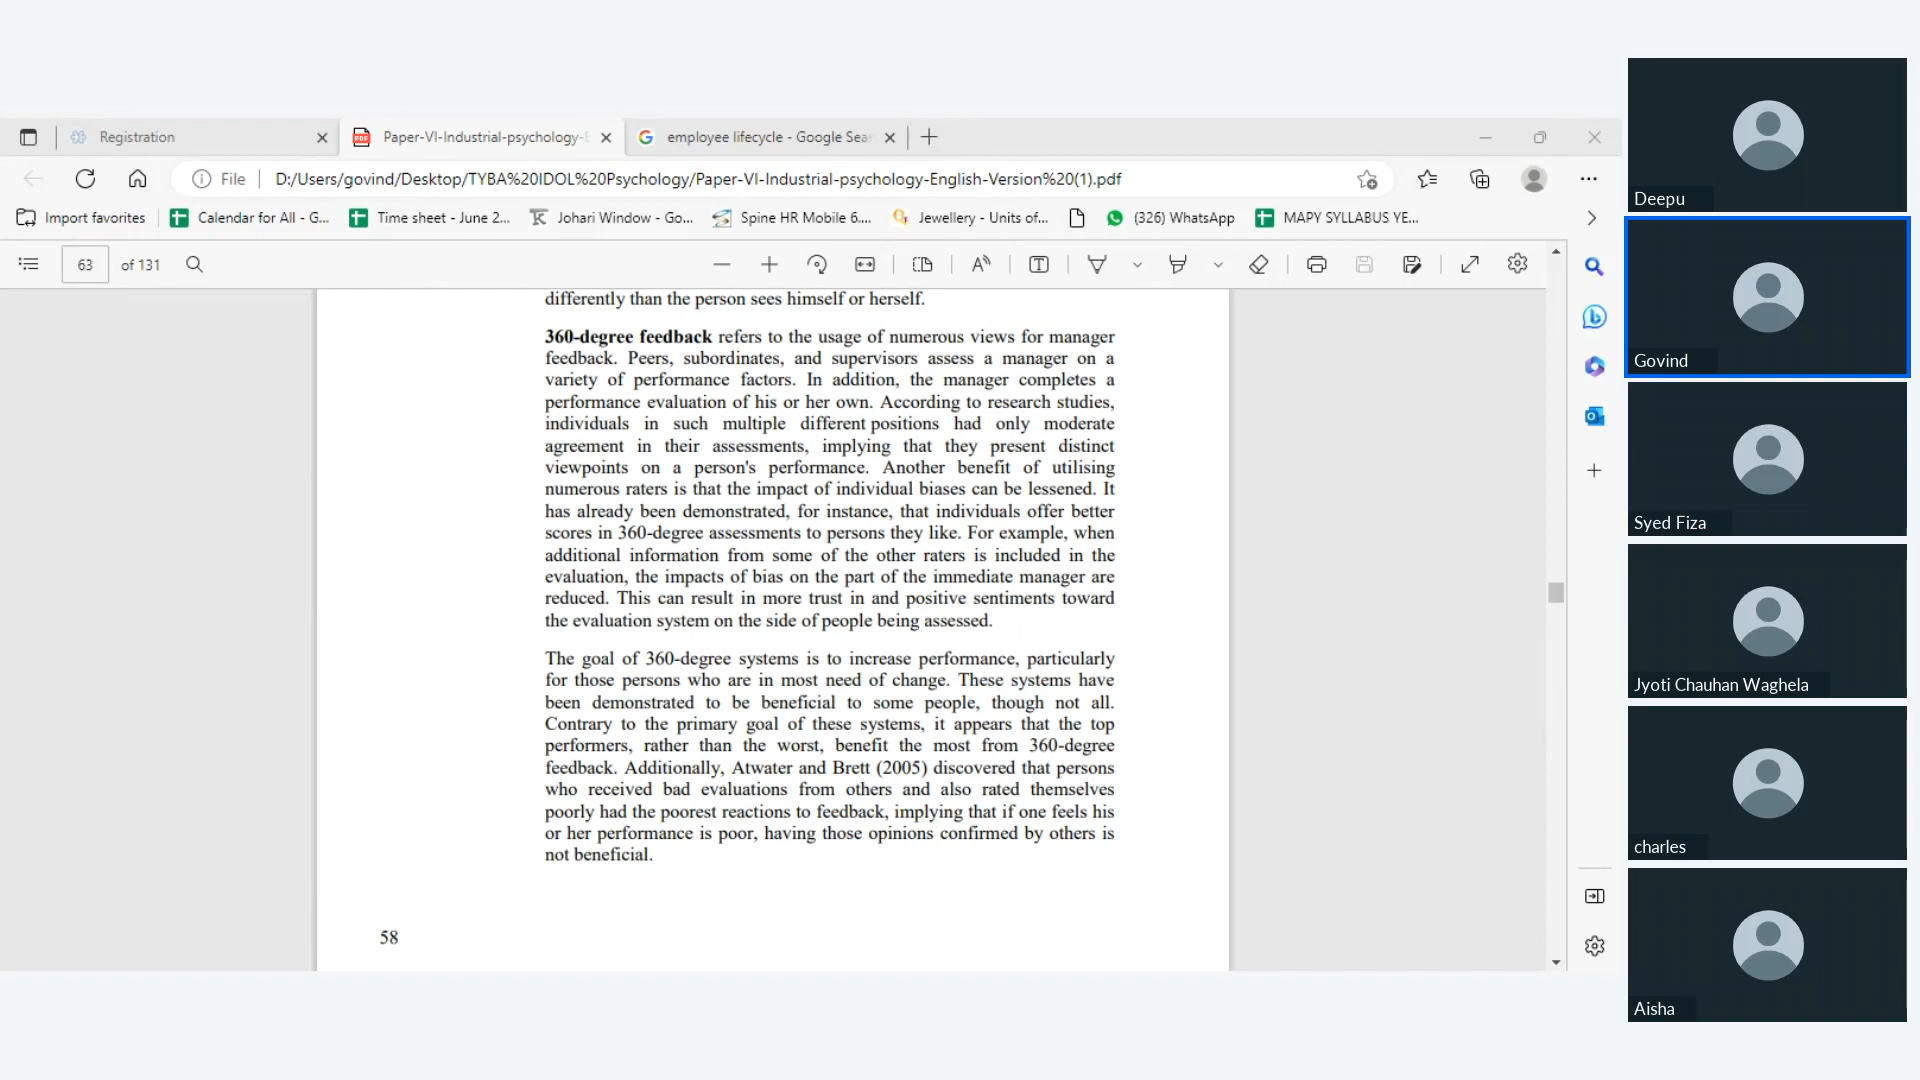 Registration
Paper-VI-Industrial-psychology-E
employee lifecycle - Google Sear
File
D:/Users/govind/Desktop/TYBA%20IDOL%20Psychology/Paper-VI-Industrial-psychology-English-Version%20(1).pdf
Import favorites
Calendar for All - G...
Time sheet - June 2...
Johari Window - Go...
Spine HR Mobile 6....
Jewellery - Units of...
(326) WhatsApp
MAPY SYLLABUS YE...
63 of 131
differently than the person sees himself or herself.
360-degree feedback refers to the usage of numerous views for manager
feedback. Peers, subordinates, and supervisors assess a manager on a
variety of performance factors. In addition, the manager completes a
performance evaluation of his or her own. According to research studies,
individuals in such multiple different positions had only moderate
agreement in their assessments, implying that they present distinct
viewpoints on a person's performance. Another benefit of utilising
numerous raters is that the impact of individual biases can be lessened. It
has already been demonstrated, for instance, that individuals offer better
scores in 360-degree assessments to persons they like. For example, when
additional information from some of the other raters is included in the
evaluation, the impacts of bias on the part of the immediate manager are
reduced. This can result in more trust in and positive sentiments toward
the evaluation system on the side of people being assessed.
The goal of 360-degree systems is to increase performance, particularly
for those persons who are in most need of change. These systems have
been demonstrated to be beneficial to some people, though not all.
Contrary to the primary goal of these systems, it appears that the top
performers, rather than the worst, benefit the most from 360-degree
feedback. Additionally, Atwater and Brett (2005) discovered that persons
who received bad evaluations from others and also rated themselves
poorly had the poorest reactions to feedback, implying that if one feels his
or her performance is poor, having those opinions confirmed by others is
not beneficial.
58
Deepu
Govind
Syed Fiza
Jyoti Chauhan Waghela
charles
Aisha